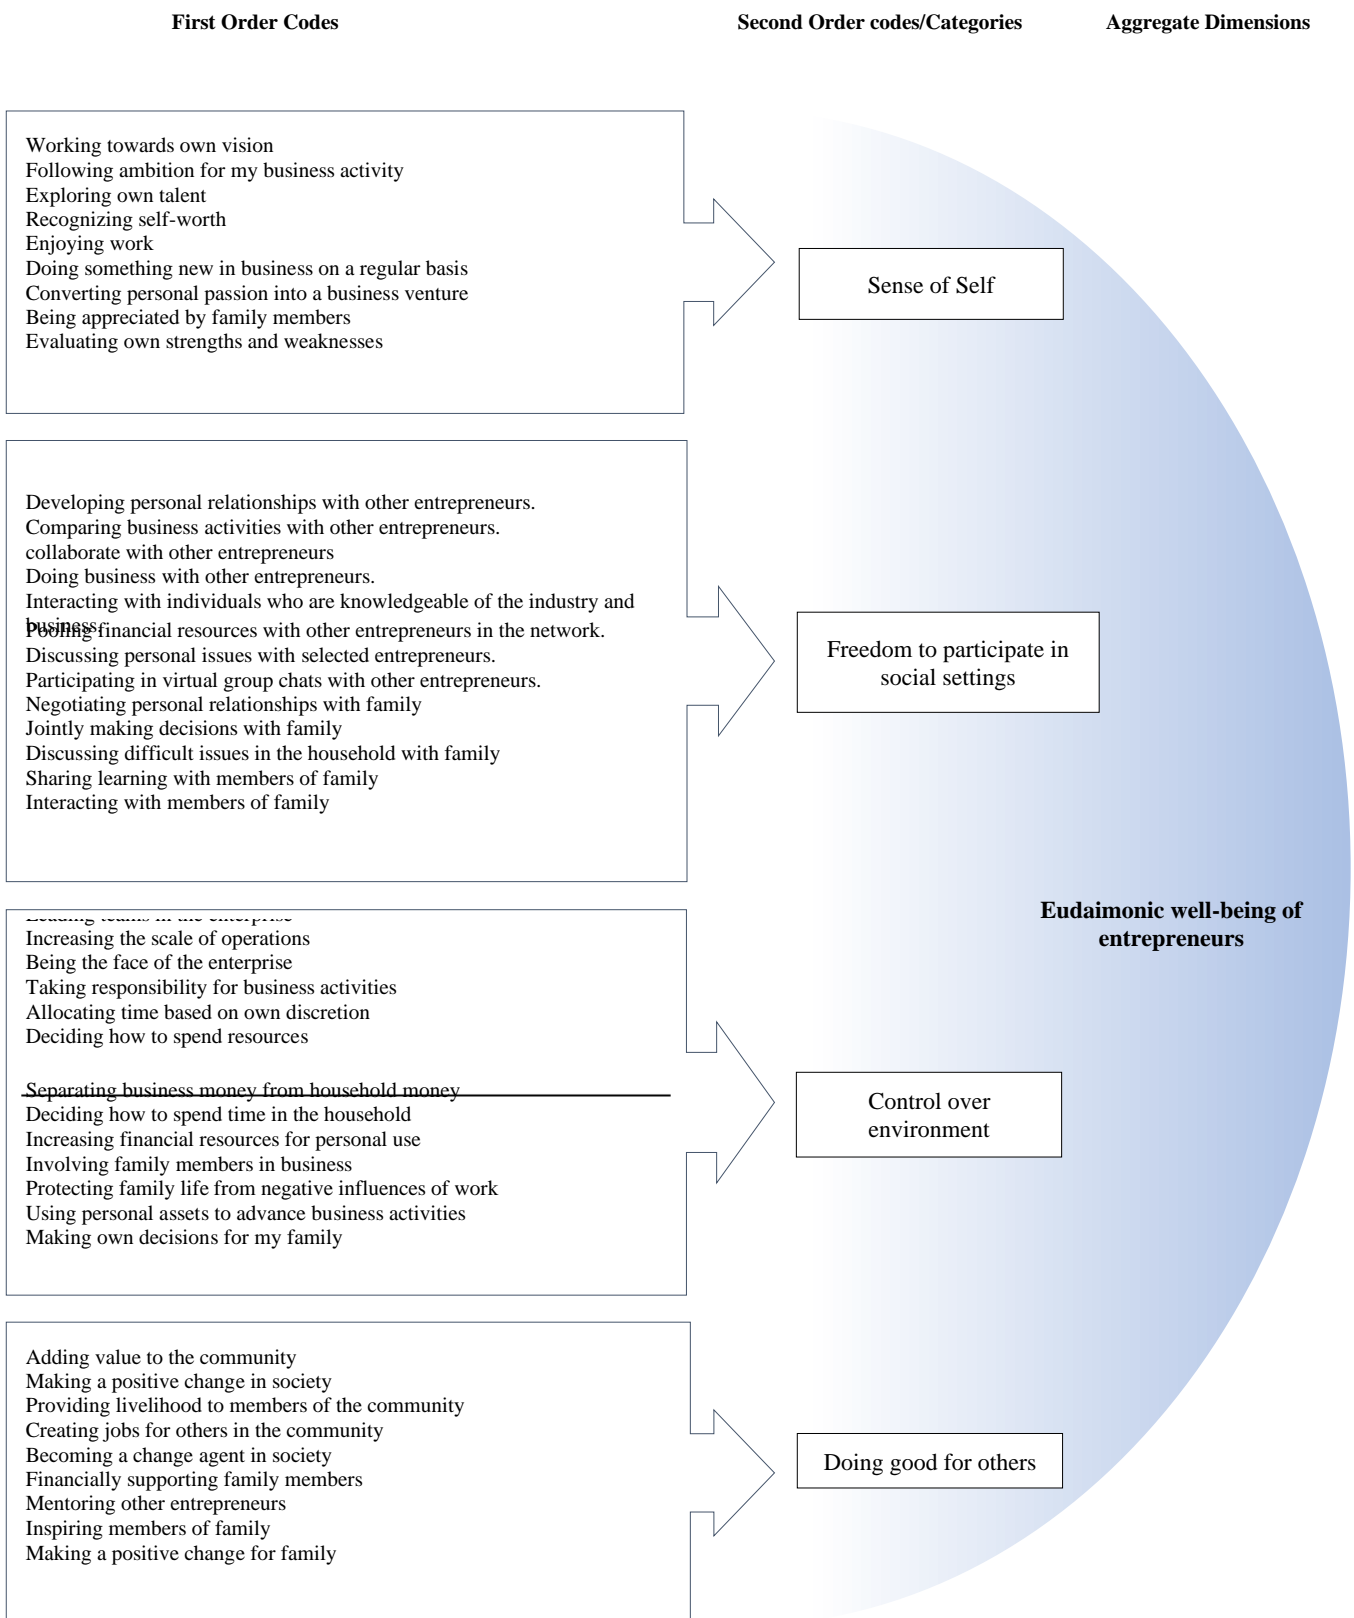 First Order Codes
Second Order codes/Categories
Aggregate Dimensions
Working towards own vision
Following ambition for my business activity
Exploring own talent
Recognizing self-worth
Enjoying work
Doing something new in business on a regular basis
Converting personal passion into a business venture
Being appreciated by family members
Evaluating own strengths and weaknesses
Sense of Self
Developing personal relationships with other entrepreneurs.
Comparing business activities with other entrepreneurs.
collaborate with other entrepreneurs
Doing business with other entrepreneurs.
Interacting with individuals who are knowledgeable of the industry and
business.
Pooling financial resources with other entrepreneurs in the network.
Discussing personal issues with selected entrepreneurs.
Participating in virtual group chats with other entrepreneurs.
Negotiating personal relationships with family
Jointly making decisions with family
Discussing difficult issues in the household with family
Sharing learning with members of family
Interacting with members of family
Freedom to participate in
social settings
Leading teams in the enterprise
Increasing the scale of operations
Being the face of the enterprise
Taking responsibility for business activities
Allocating time based on own discretion
Deciding how to spend resources
Separating business money from household money
Deciding how to spend time in the household
Increasing financial resources for personal use
Involving family members in business
Protecting family life from negative influences of work
Using personal assets to advance business activities
Making own decisions for my family
Control over
environment
Eudaimonic well-being of
entrepreneurs
Adding value to the community
Making a positive change in society
Providing livelihood to members of the community
Creating jobs for others in the community
Becoming a change agent in society
Financially supporting family members
Mentoring other entrepreneurs
Inspiring members of family
Making a positive change for family
Doing good for others